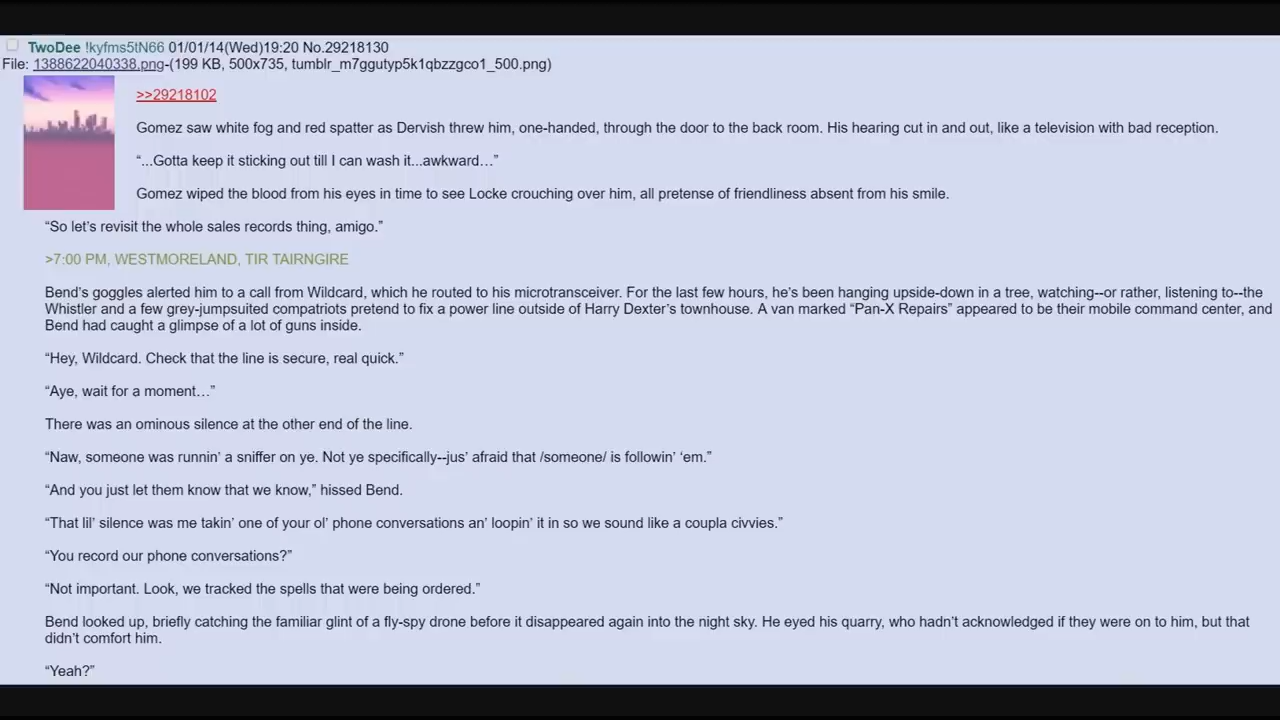 TwoDee !kyfms5tN66 01/01/14(Wed)19:20 No.29218130
File: 1388622040338.png-(199 KB, 500x735, tumblr_m7ggutyp5k1qbzzgco1_500.png)
>>29218102
Gomez saw white fog and red spatter as Dervish threw him, one-handed, through the door to the back room. His hearing cut in and out, like a television with bad reception.
“...Gotta keep it sticking out till I can wash it...awkward…”
Gomez wiped the blood from his eyes in time to see Locke crouching over him, all pretense of friendliness absent from his smile.
“So let’s revisit the whole sales records thing, amigo.”
>7:00 PM, WESTMORELAND, TIR TAIRNGIRE
Bend’s goggles alerted him to a call from Wildcard, which he routed to his microtransceiver. For the last few hours, he’s been hanging upside-down in a tree, watching--or rather, listening to--the
Whistler and a few grey-jumpsuited compatriots pretend to fix a power line outside of Harry Dexter’s townhouse. A van marked “Pan-X Repairs” appeared to be their mobile command center, and
Bend had caught a glimpse of a lot of guns inside.
“Hey, Wildcard. Check that the line is secure, real quick.”
“Aye, wait for a moment…”
There was an ominous silence at the other end of the line.
“Naw, someone was runnin’ a sniffer on ye. Not ye specifically--jus’ afraid that /someone/ is followin’ ‘em.”
“And you just let them know that we know,” hissed Bend.
“That lil’ silence was me takin’ one of your ol’ phone conversations an’ loopin’ it in so we sound like a coupla civvies.”
“You record our phone conversations?”
“Not important. Look, we tracked the spells that were being ordered.”
Bend looked up, briefly catching the familiar glint of a fly-spy drone before it disappeared again into the night sky. He eyed his quarry, who hadn’t acknowledged if they were on to him, but that
didn’t comfort him.
“Yeah?”